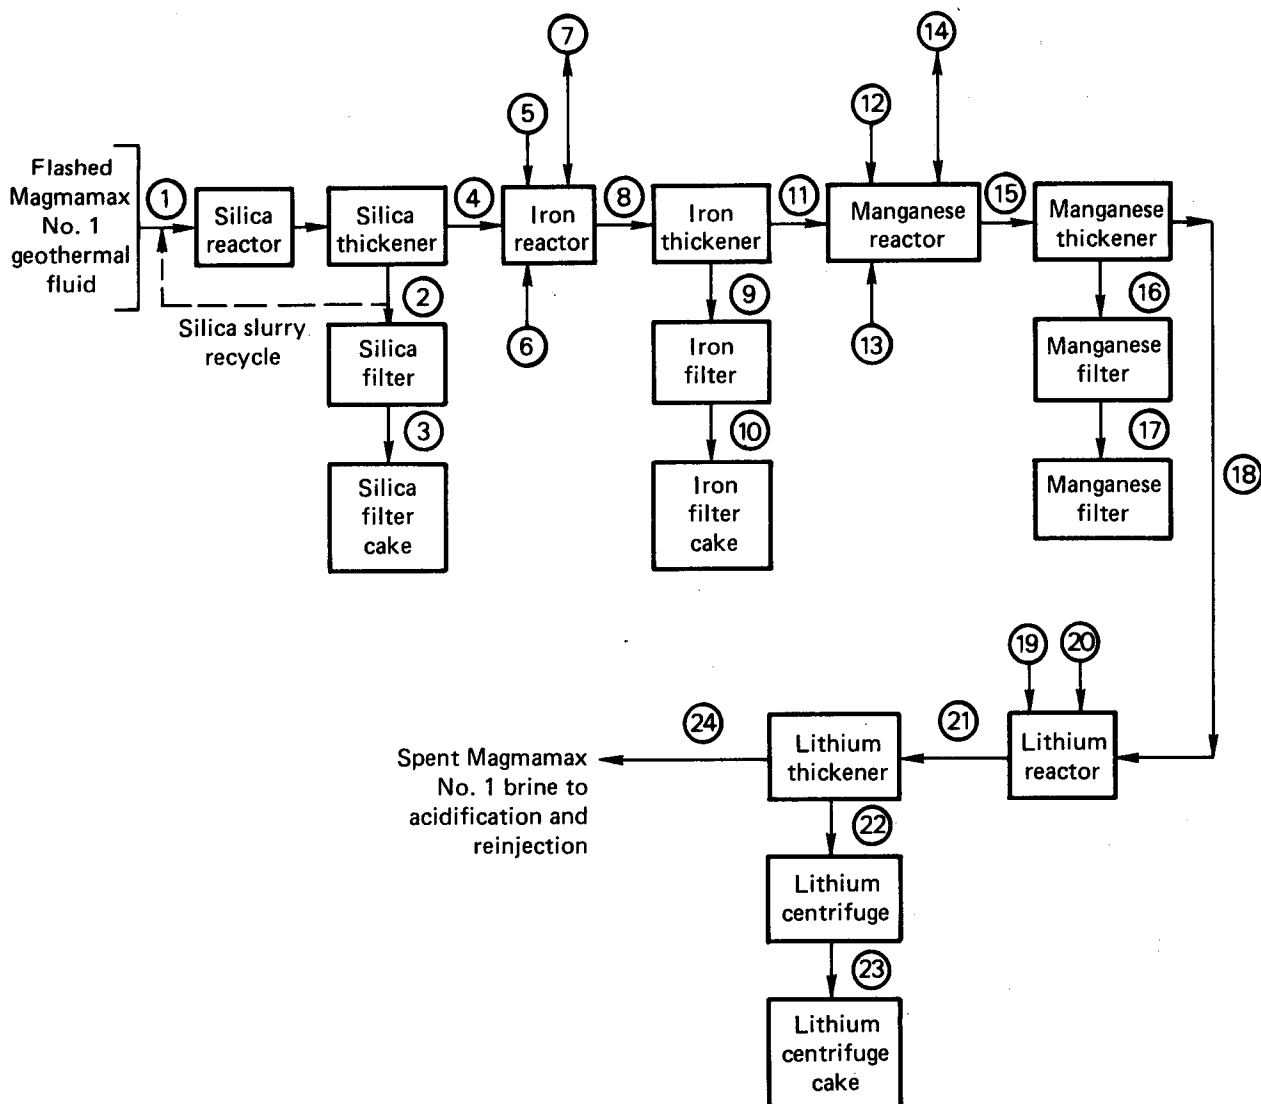 Flashed
Magmamax
No. 1
geothermal
fluid
1
Silica
reactor
Silica
thickener
2
Silica slurry
recycle
Silica
filter
3
Silica
filter
cake
4
5
6
7
Iron
reactor
8
Iron
thickener
9
Iron
filter
10
Iron
filter
cake
11
12
13
14
Manganese
reactor
15
Manganese
thickener
16
Manganese
filter
17
Manganese
filter
18
19
20
Lithium
reactor
21
Lithium
thickener
22
Lithium
centrifuge
23
Lithium
centrifuge
cake
24
Spent Magmamax
No. 1 brine to
acidification and
reinjection